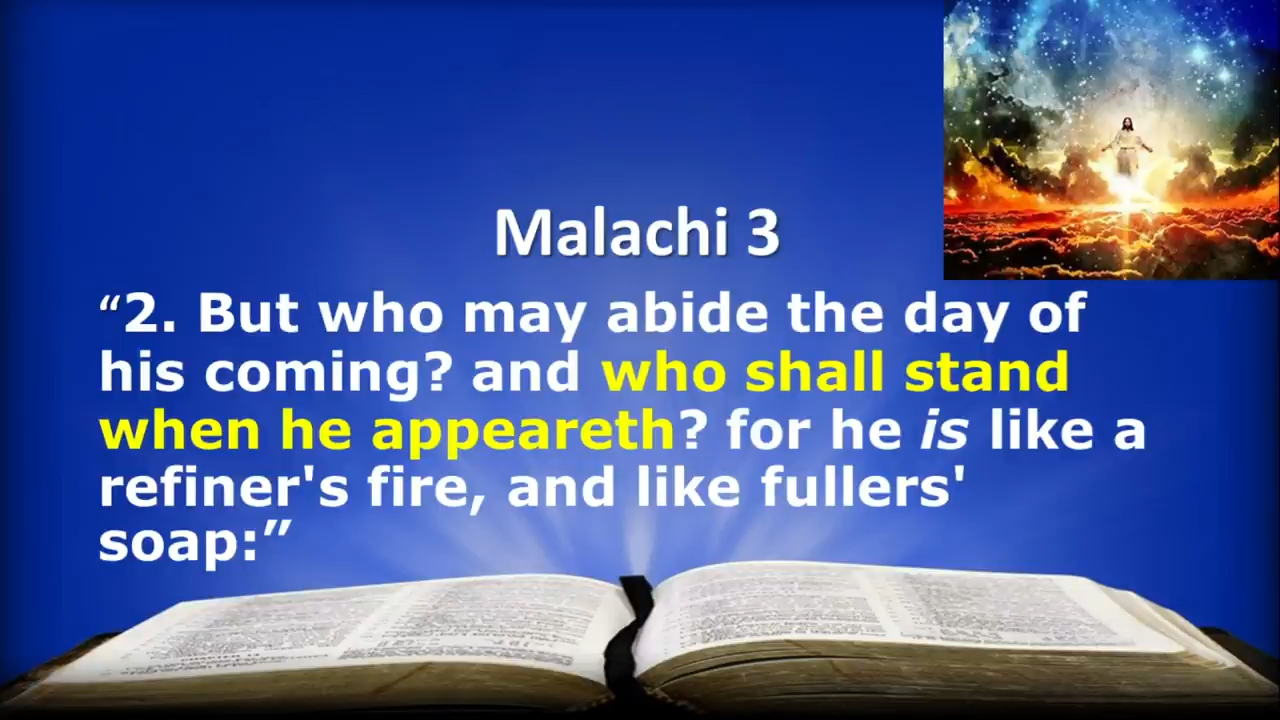 Malachi 3
“2. But who may abide the day of
his coming? and who shall stand
when he appeareth? for he is like a
refiner's fire, and like fullers'
soap:”